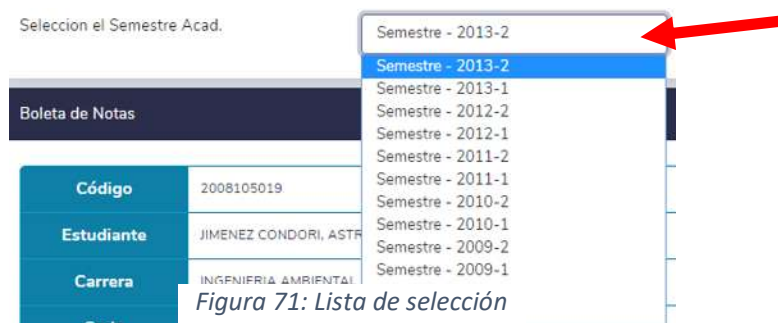 Seleccion el Semestre Acad.
Semestre - 2013-2
Semestre - 2013-2
Semestre - 2013-1
Semestre - 2012-2
Semestre - 2012-1
Semestre - 2011-2
Semestre - 2011-1
Semestre - 2010-2
Semestre - 2010-1
Semestre - 2009-2
Semestre - 2009-1
Boleta de Notas
Código 2008105019
Estudiante JIMENEZ CONDORI, ASTR
Carrera INGENIERIA AMBIENTAL
Figura 71: Lista de selección